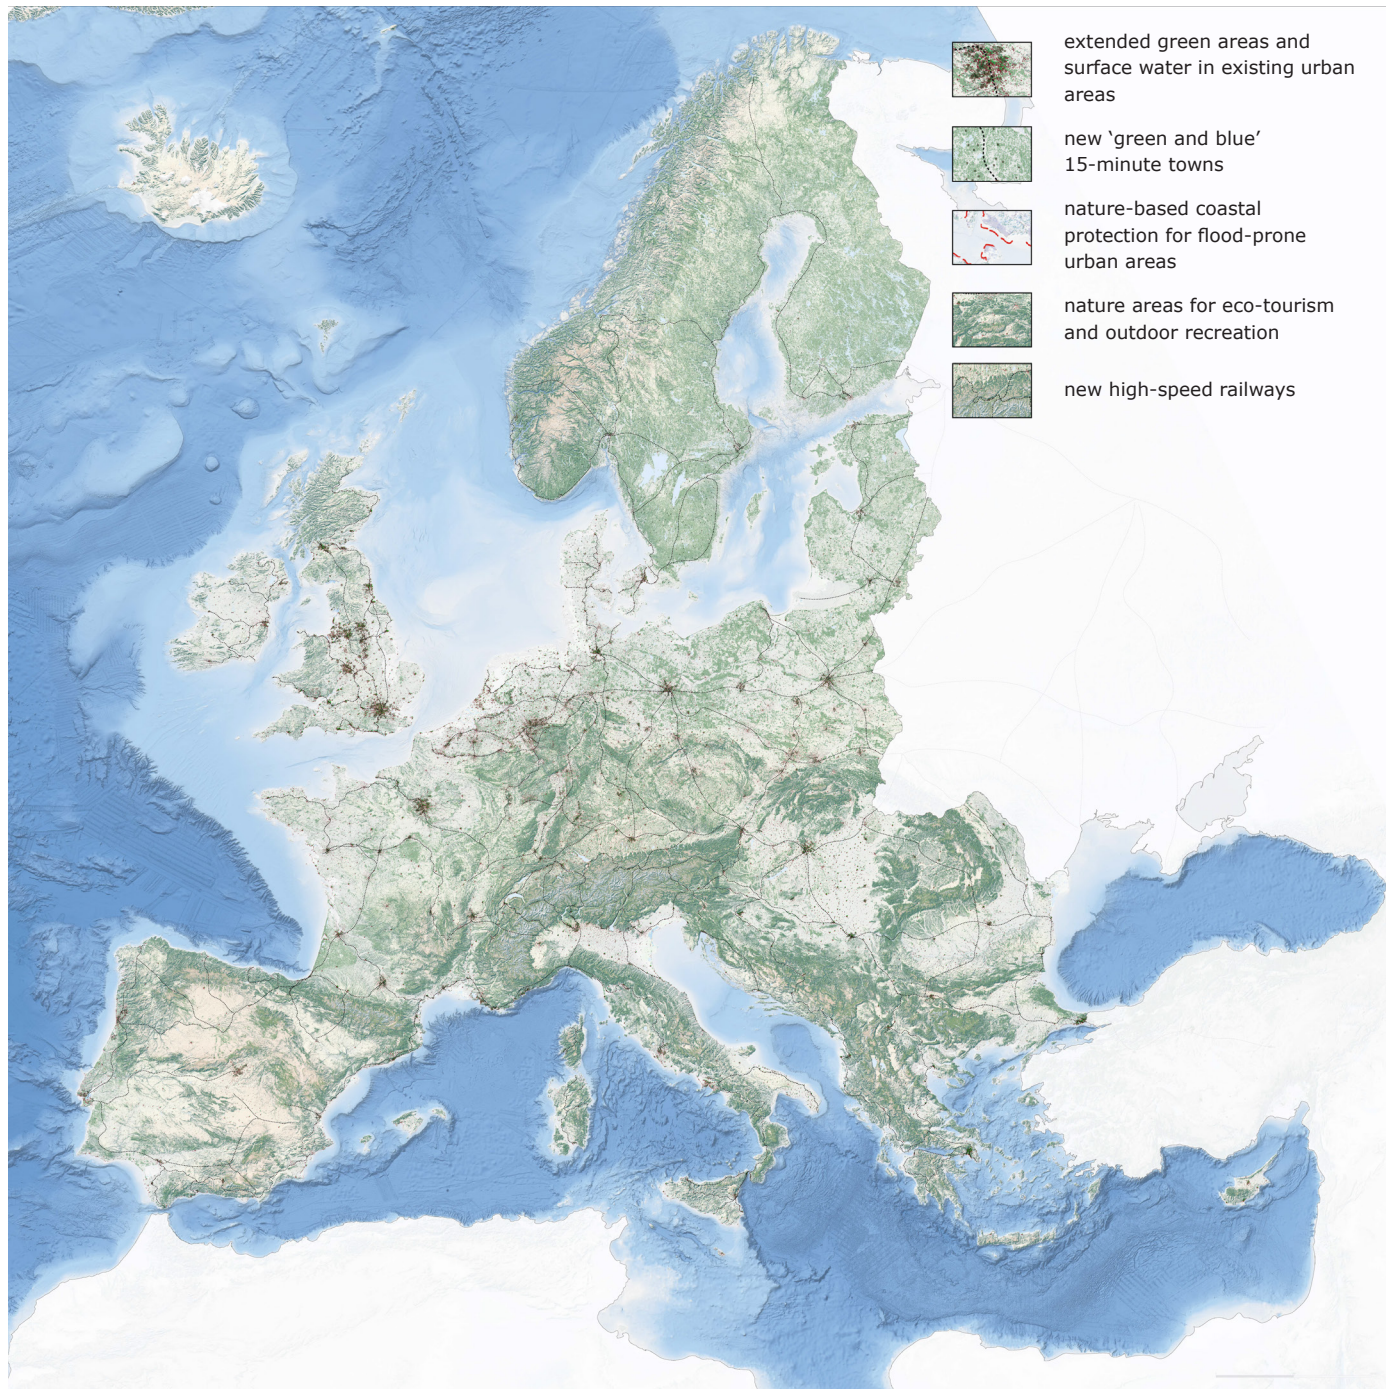 extended green areas and
surface water in existing urban
areas
new ‘green and blue’
15-minute towns
nature-based coastal
protection for flood-prone
urban areas
nature areas for eco-tourism
and outdoor recreation
new high-speed railways